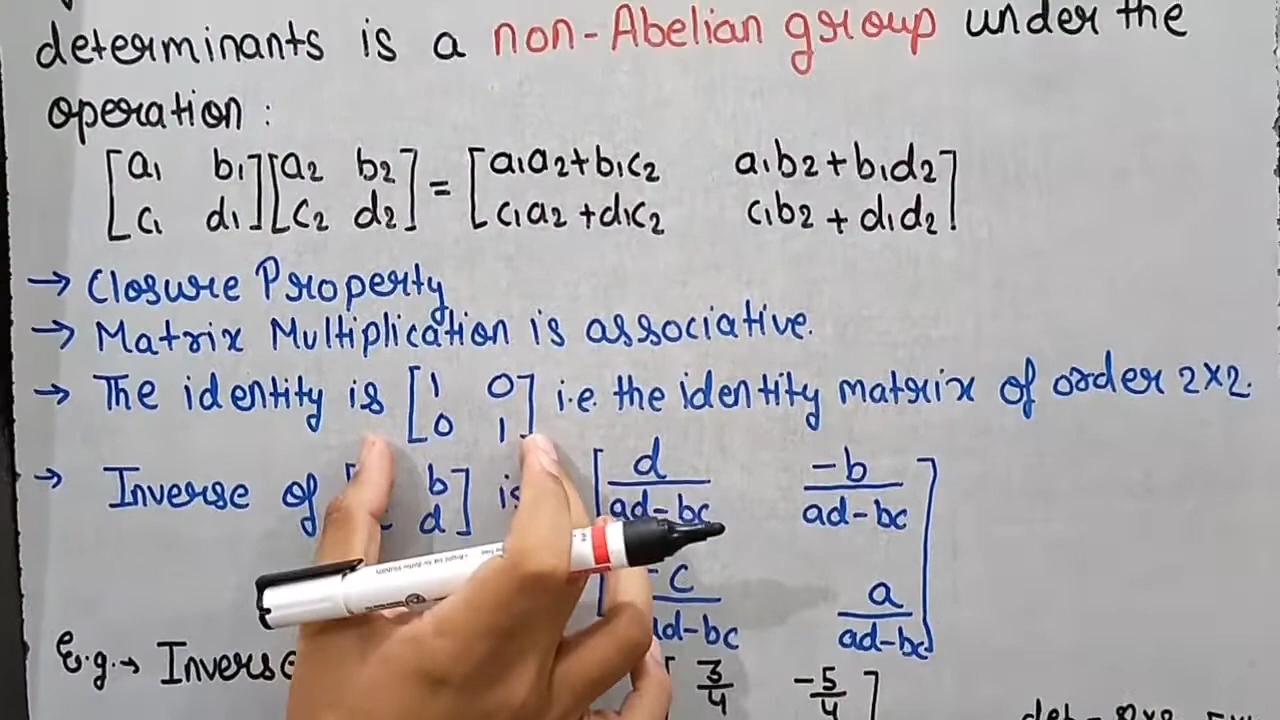 determinants is a non-Abelian group under the
operation :
[a₁ b₁] [a₂ b₂] = [a₁a₂+b₁c₂ a₁b₂+b₁d₂]
[c₁ d₁] [c₂ d₂] [c₁a₂+d₁c₂ c₁b₂+d₁d₂]
→ Closure Property
→ Matrix Multiplication is associative.
→ The identity is [1 0] i.e. the identity matrix of order 2×2.
[0 1]
→ Inverse of [ b] is [d/ad-bc -b/ad-bc]
d] [-c/ad-bc a/ad-bc]
E.g.→ Inverse
[3/4 -5/4]